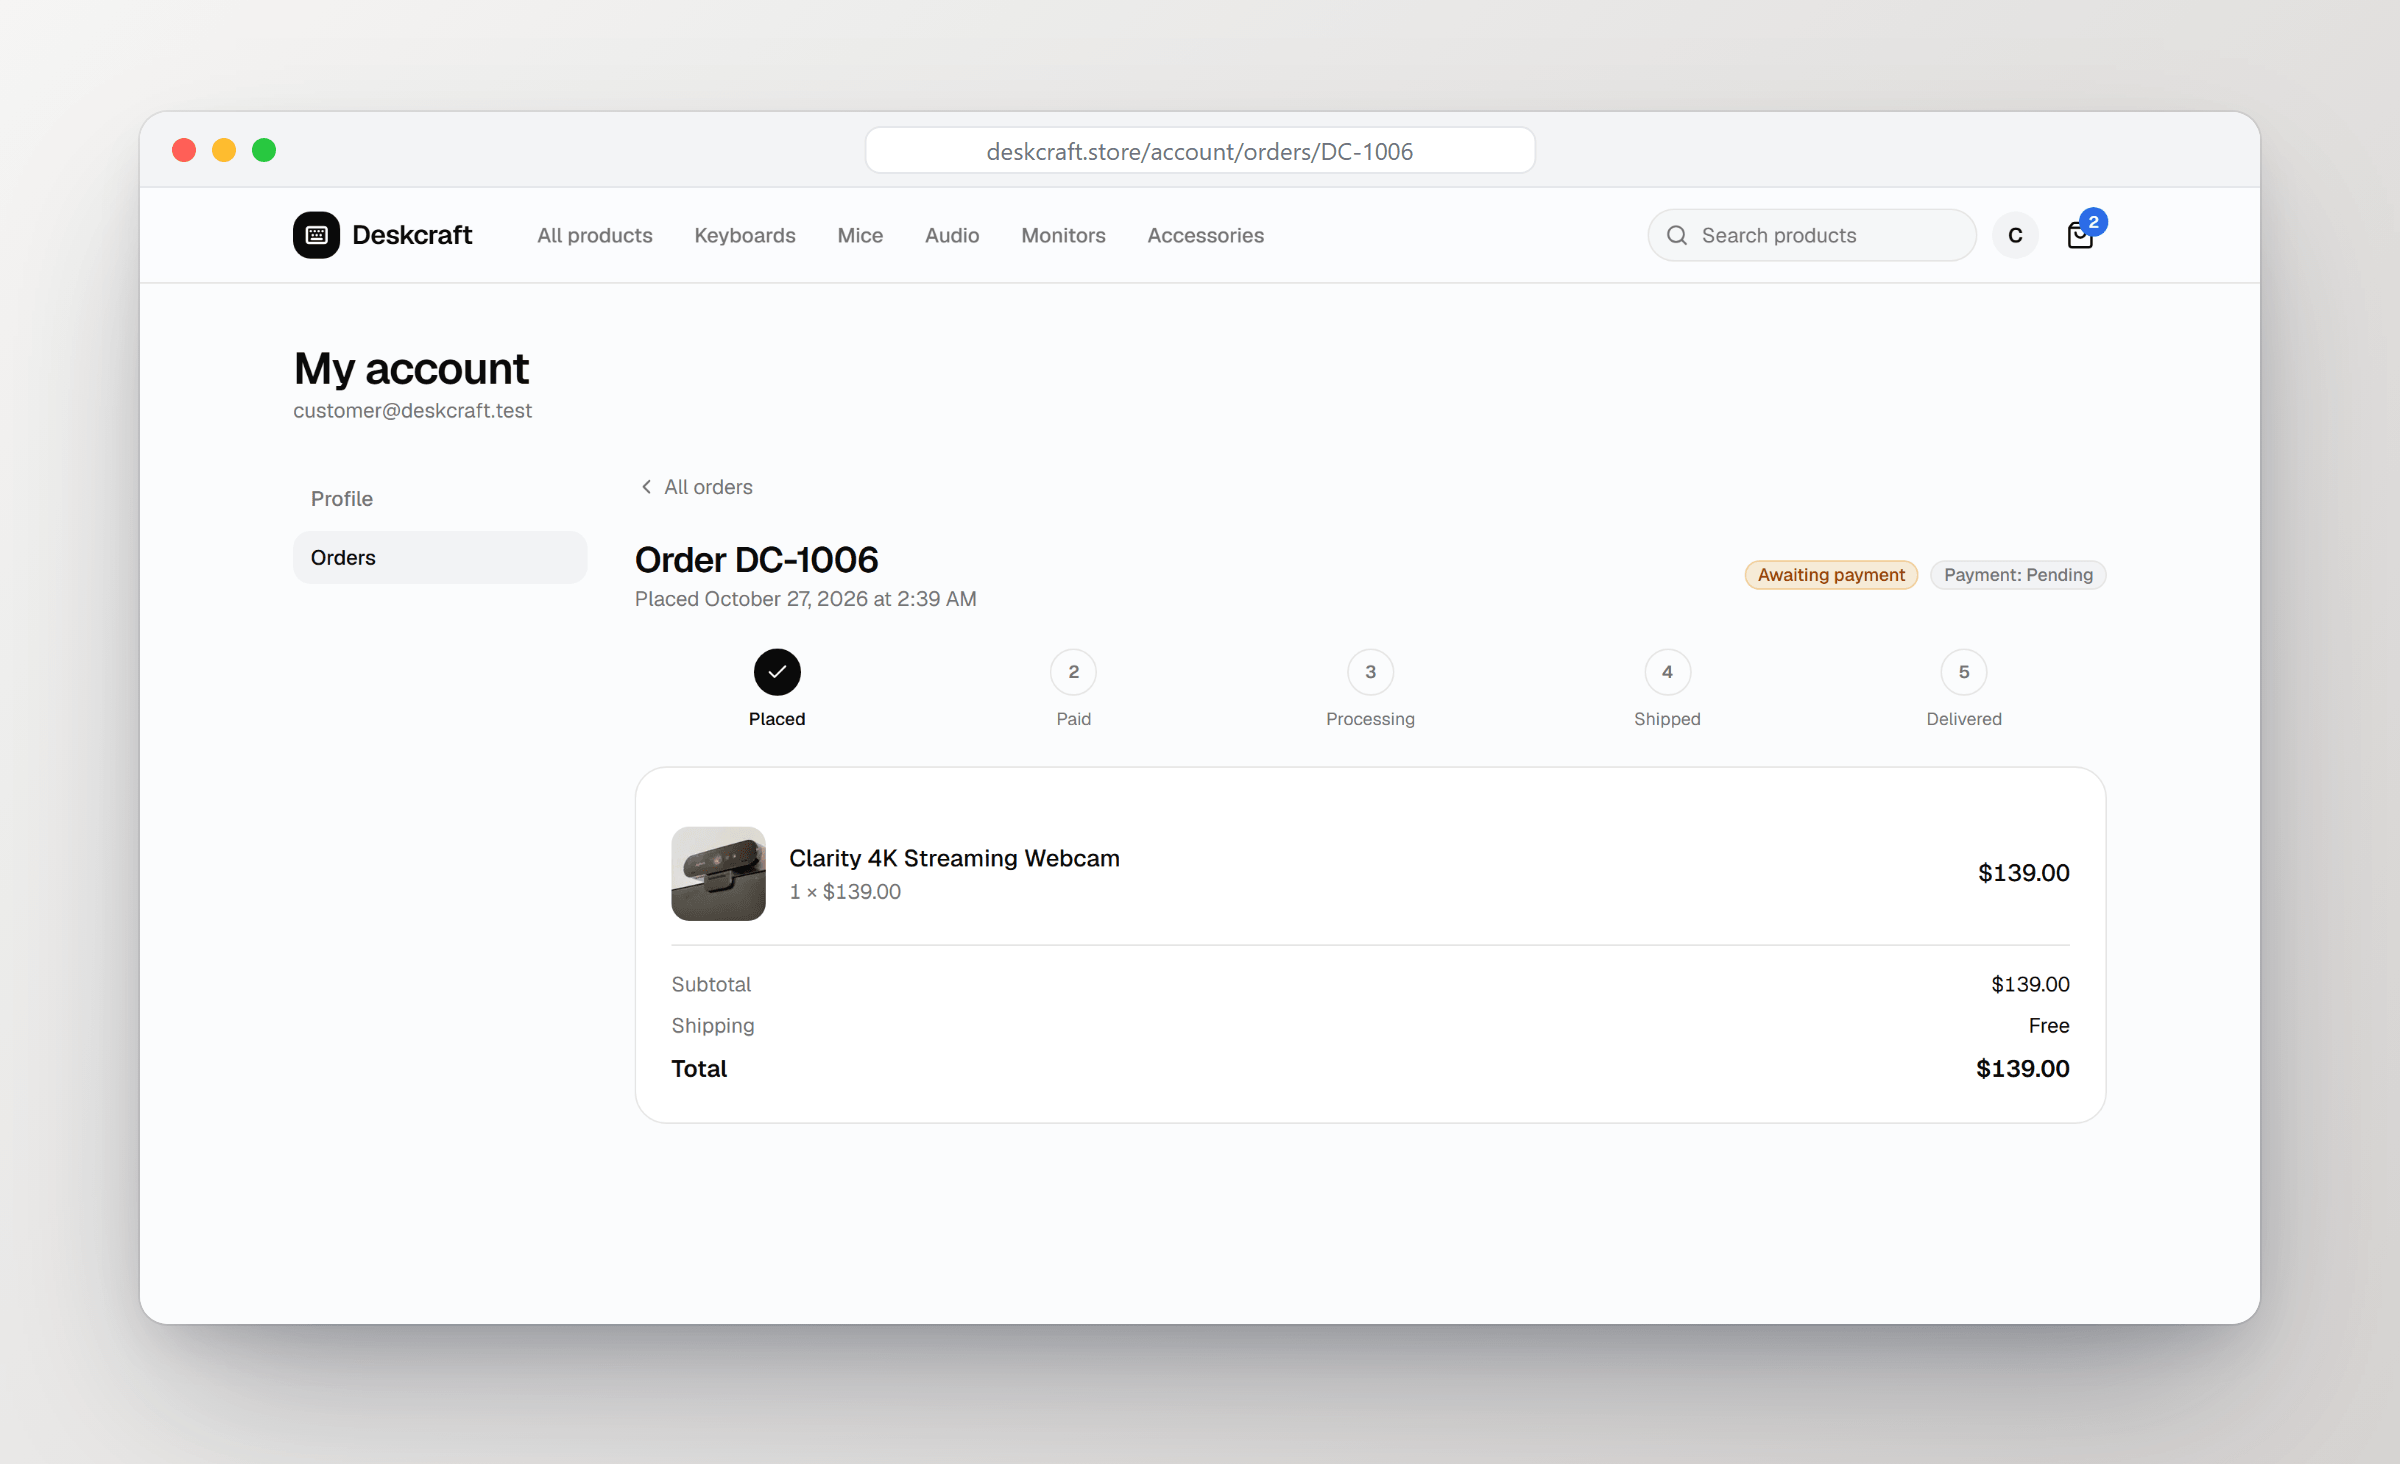 deskcraft.store/account/orders/DC-1006
Deskcraft All products Keyboards Mice Audio Monitors Accessories Search products C 2
My account
customer@deskcraft.test
Profile
Orders
All orders
Order DC-1006
Placed October 27, 2026 at 2:39 AM
Awaiting payment Payment: Pending
2 3 4 5
Placed Paid Processing Shipped Delivered
Clarity 4K Streaming Webcam
1 × $139.00
$139.00
Subtotal $139.00
Shipping Free
Total $139.00